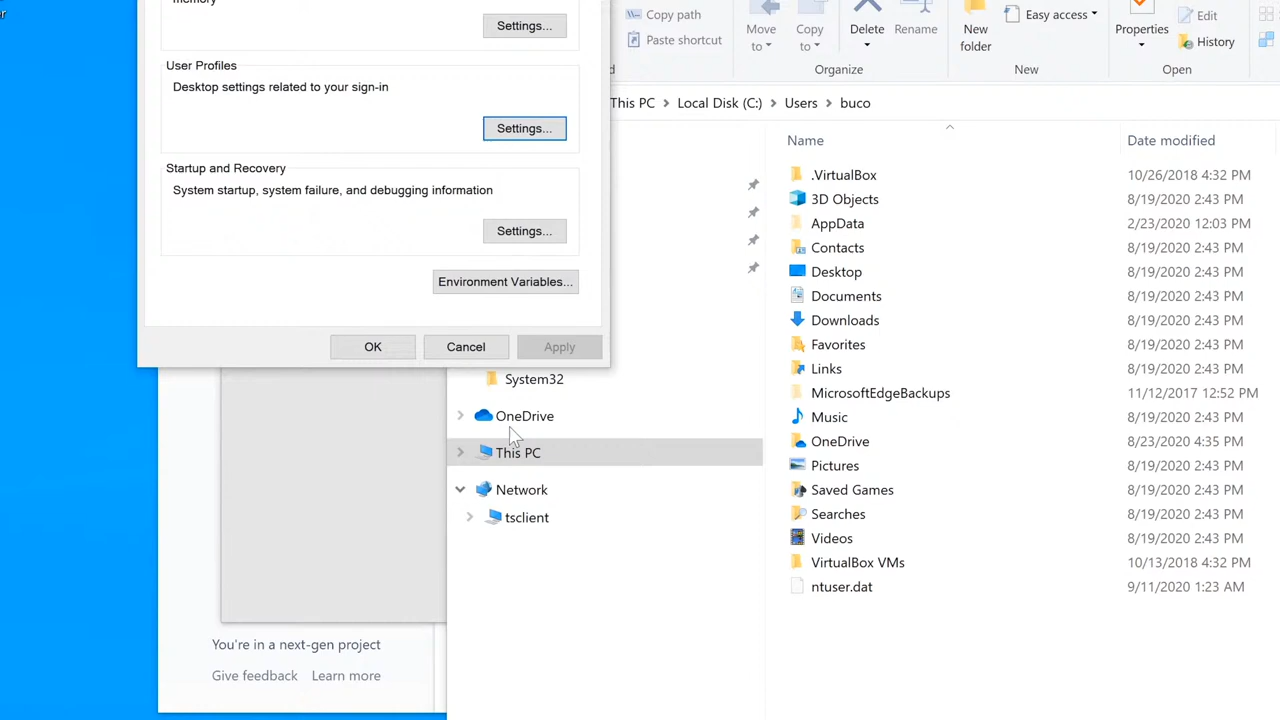 er
memory
Settings...
User Profiles
Desktop settings related to your sign-in
Settings...
Startup and Recovery
System startup, system failure, and debugging information
Settings...
Environment Variables...
OK
Cancel
Apply
You're in a next-gen project
Give feedback
Learn more
Copy path
Paste shortcut
Move to
Copy to
Delete
Rename
Organize
New folder
Easy access
New
Properties
Edit
History
Open
This PC > Local Disk (C:) > Users > buco
System32
OneDrive
This PC
Network
tsclient
Name Date modified
.VirtualBox 10/26/2018 4:32 PM
3D Objects 8/19/2020 2:43 PM
AppData 2/23/2020 12:03 PM
Contacts 8/19/2020 2:43 PM
Desktop 8/19/2020 2:43 PM
Documents 8/19/2020 2:43 PM
Downloads 8/19/2020 2:43 PM
Favorites 8/19/2020 2:43 PM
Links 8/19/2020 2:43 PM
MicrosoftEdgeBackups 11/12/2017 12:52 PM
Music 8/19/2020 2:43 PM
OneDrive 8/23/2020 4:35 PM
Pictures 8/19/2020 2:43 PM
Saved Games 8/19/2020 2:43 PM
Searches 8/19/2020 2:43 PM
Videos 8/19/2020 2:43 PM
VirtualBox VMs 10/13/2018 4:32 PM
ntuser.dat 9/11/2020 1:23 AM